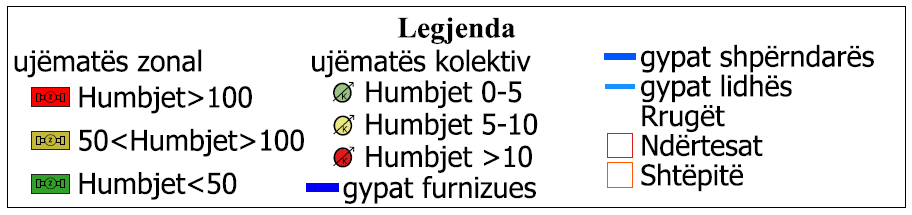 Legjenda
ujëmatës zonal
Humbjet>100
50<Humbjet>100
Humbjet<50
ujëmatës kolektiv
Humbjet 0-5
Humbjet 5-10
Humbjet >10
gypat furnizues
gypat shpërndarës
gypat lidhës
Rrugët
Ndërtesat
Shtëpitë